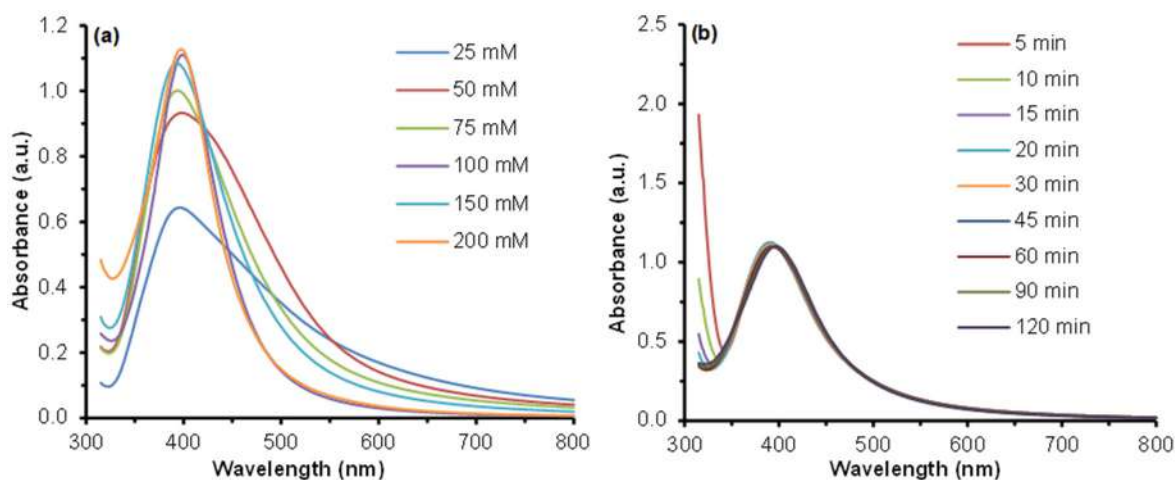 (a)
1.2
1.0
0.8
0.6
0.4
0.2
0.0
Absorbance (a.u.)
300 400 500 600 700 800
Wavelength (nm)
25 mM
50 mM
75 mM
100 mM
150 mM
200 mM
(b)
2.5
2.0
1.5
1.0
0.5
0.0
Absorbance (a.u.)
300 400 500 600 700 800
Wavelength (nm)
5 min
10 min
15 min
20 min
30 min
45 min
60 min
90 min
120 min